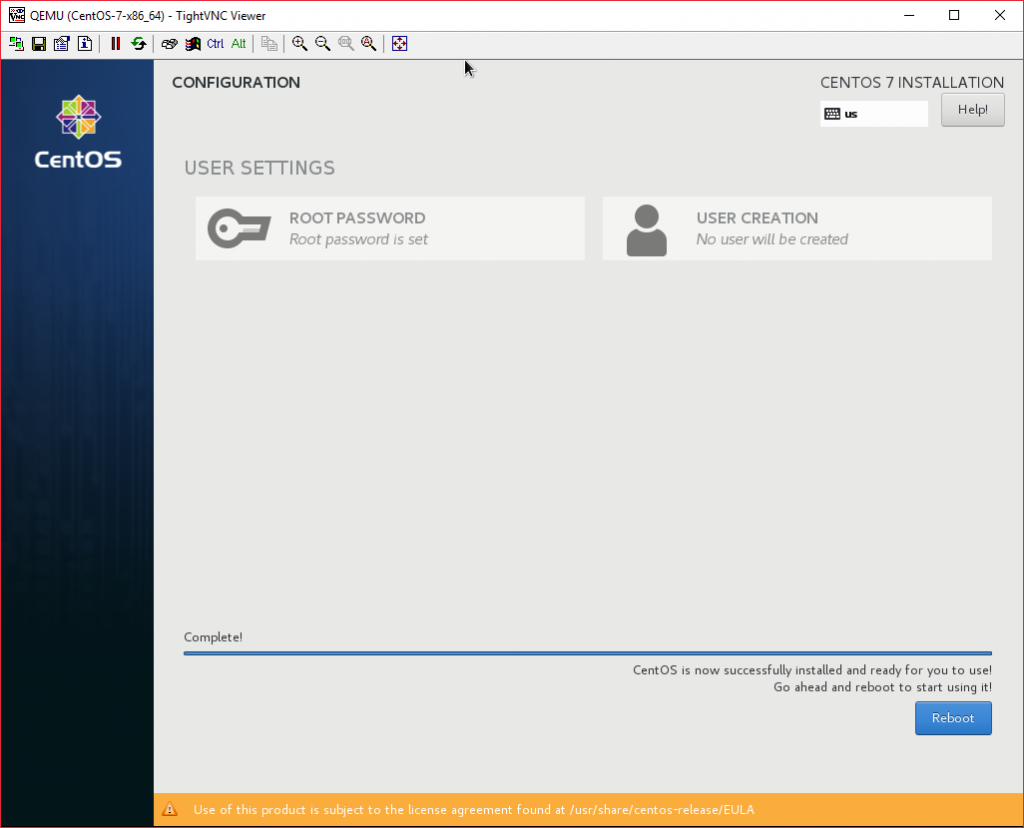 QEMU (CentOS-7-x86_64) - TightVNC Viewer
Ctrl Alt
CONFIGURATION
CENTOS 7 INSTALLATION
us
Help!
CentOS
USER SETTINGS
ROOT PASSWORD
Root password is set
USER CREATION
No user will be created
Complete!
CentOS is now successfully installed and ready for you to use!
Go ahead and reboot to start using it!
Reboot
Use of this product is subject to the license agreement found at /usr/share/centos-release/EULA